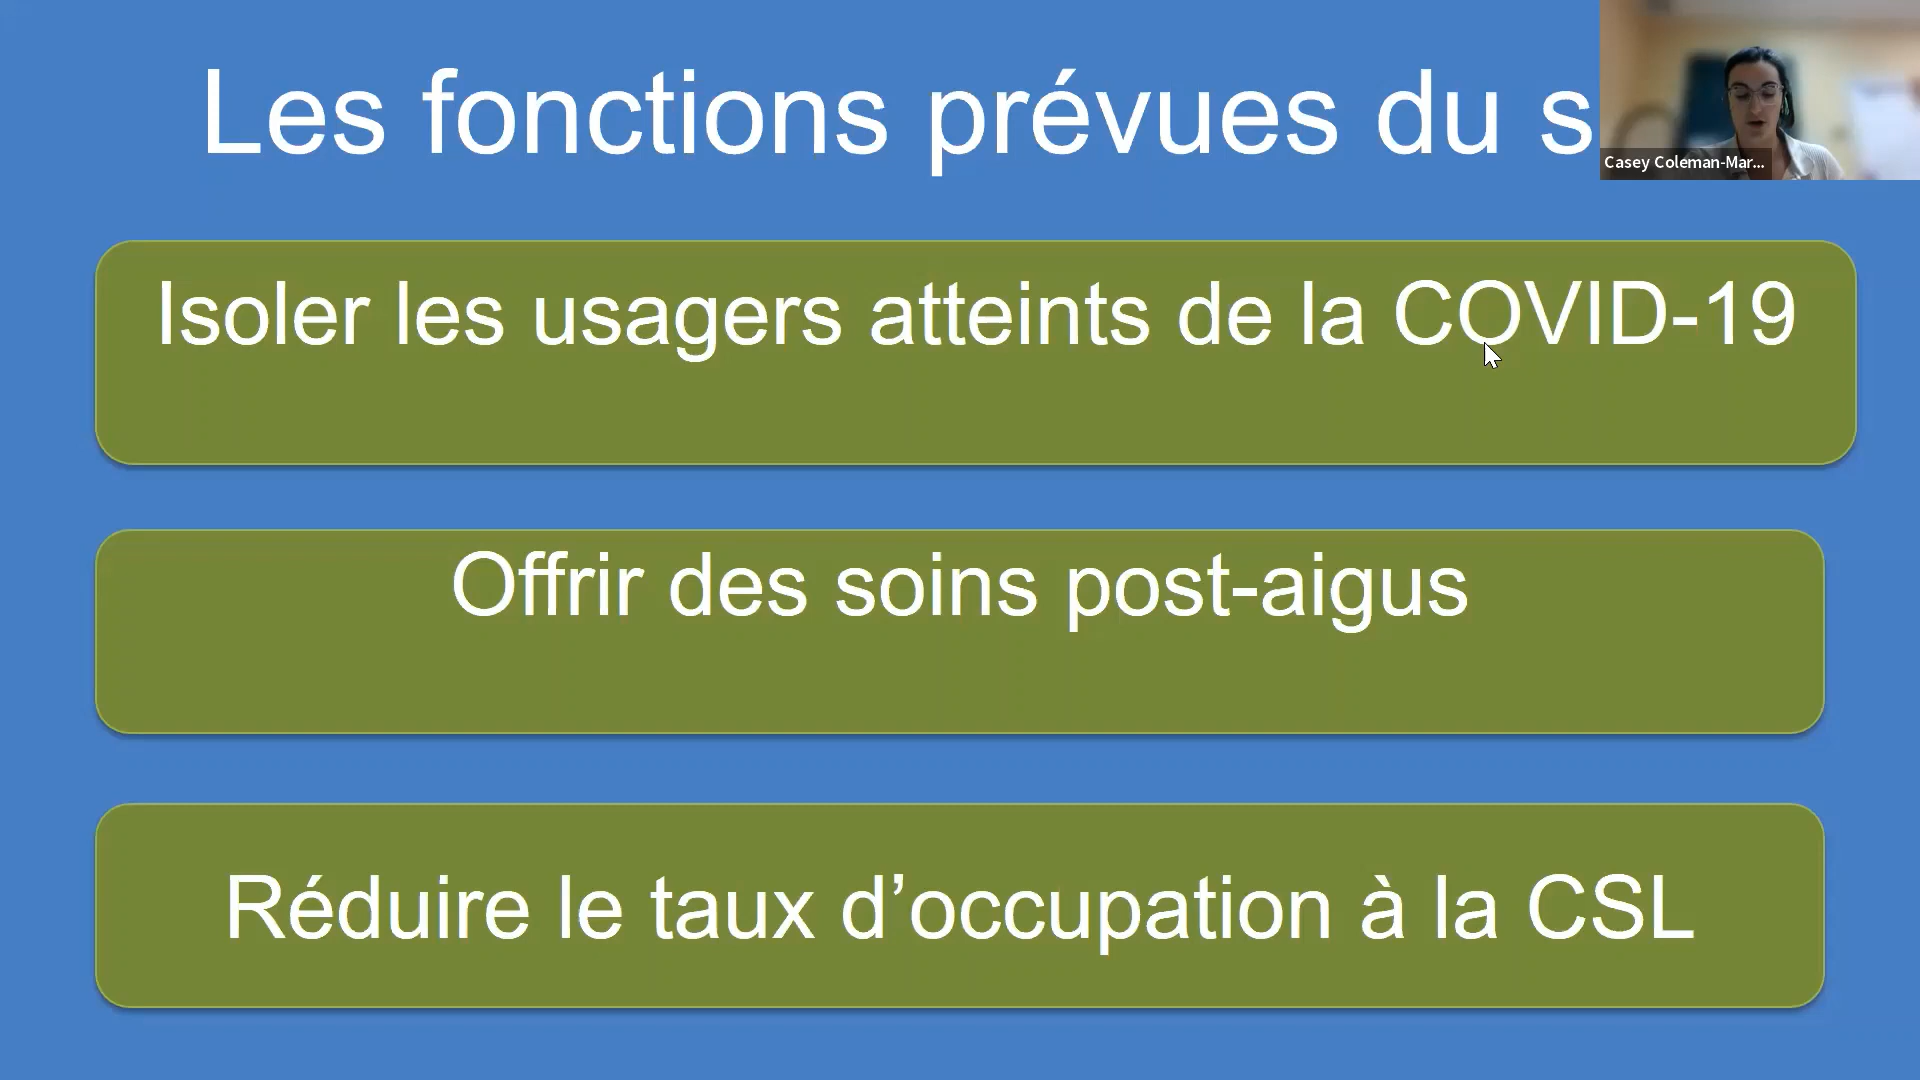 Les fonctions prévues du s
Casey Coleman-Mar...
Isoler les usagers atteints de la COVID-19
Offrir des soins post-aigus
Réduire le taux d’occupation à la CSL